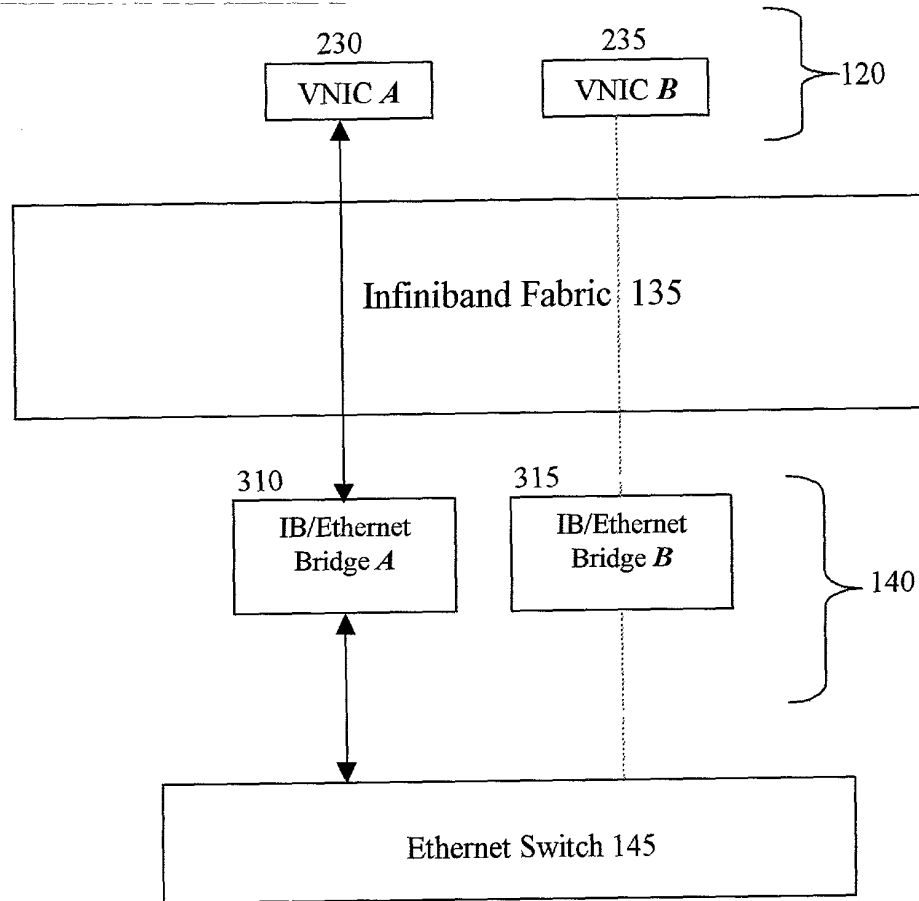 230
235
VNIC A
VNIC B
120
Infiniband Fabric 135
310
315
IB/Ethernet
Bridge A
IB/Ethernet
Bridge B
140
Ethernet Switch 145